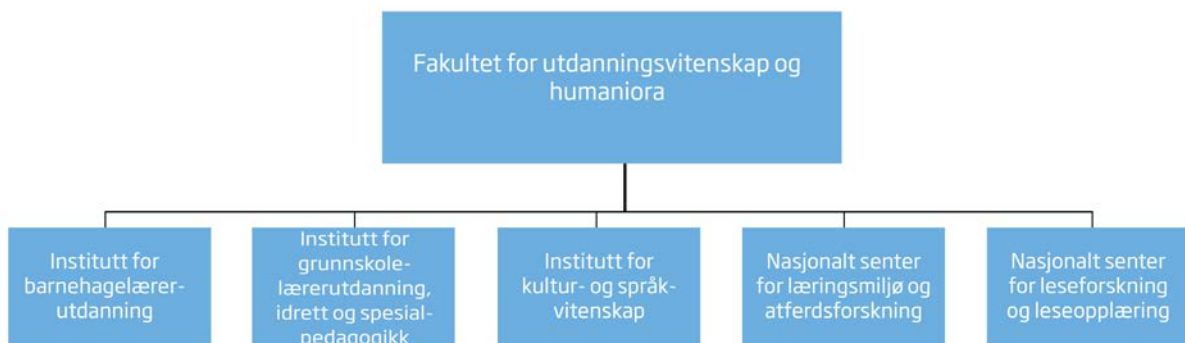 Fakultet for utdanningsvitenskap og
humaniora
Institutt for
barnehagelærer-
utdanning
Institutt for
grunnskole-
lærerutdanning,
idrett og spesial-
pedagogikk
Institutt for
kultur- og språk-
vitenskap
Nasjonalt senter
for læringsmiljø og
atferdsforskning
Nasjonalt senter
for leseforskning
og leseopplæring